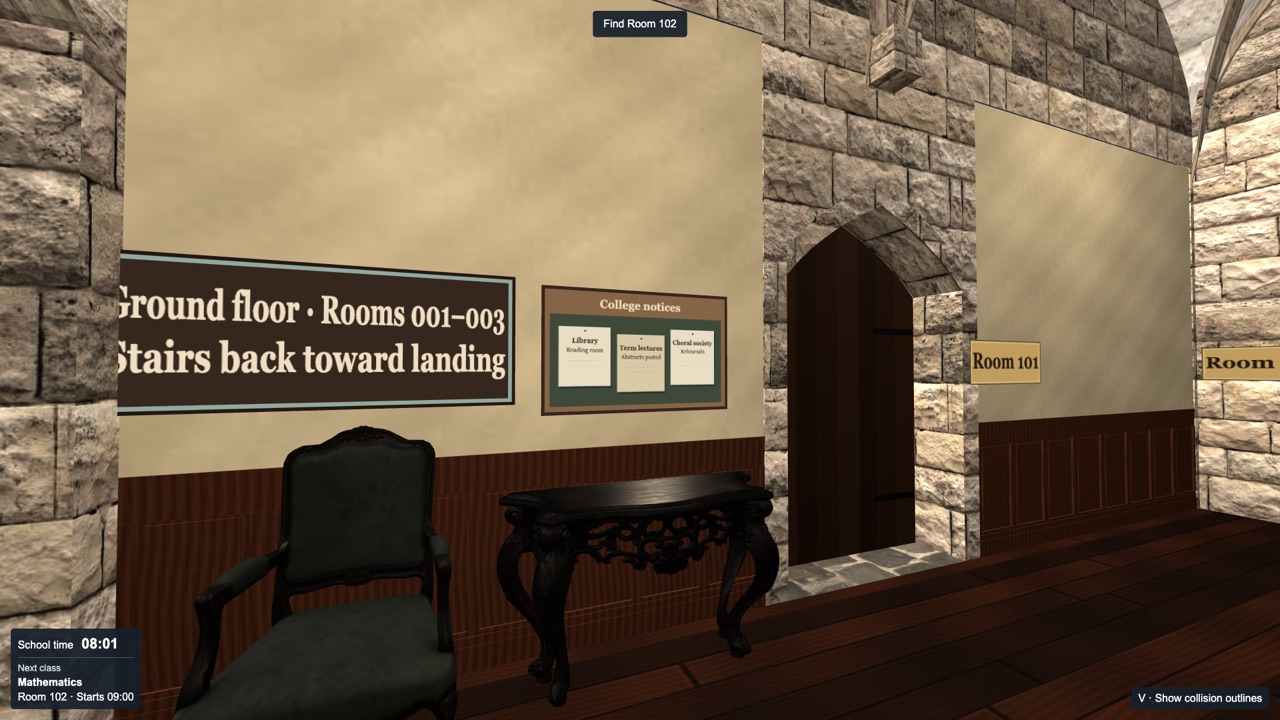 Find Room 102
Ground floor · Rooms 001–003
Stairs back toward landing
College notices
Library
Reading room
Term lectures
Abstracts posted
Choral society
Rehearsals
Room 101
Room
School time 08:01
Next class
Mathematics
Room 102 · Starts 09:00
V · Show collision outlines